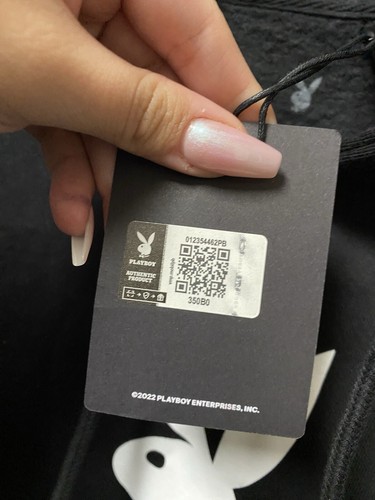 012354462PB
PLAYBOY
AUTHENTIC
PRODUCT
350B0
©2022 PLAYBOY ENTERPRISES, INC.